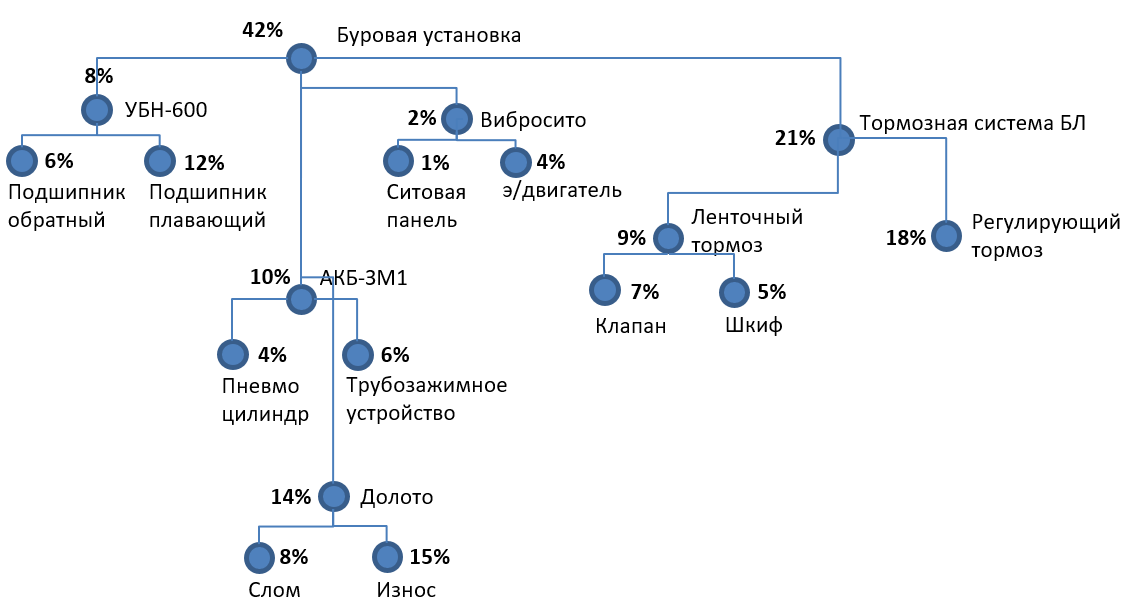 42%
Буровая установка
8%
УБН-600
2%
Вибросито
21%
Тормозная система БЛ
6%
12%
1%
4%
Подшипник
обратный
Подшипник
плавающий
Ситовая
панель
э/двигатель
9%
Ленточный
тормоз
18%
Регулирующий
тормоз
10%
АКБ-3М1
7%
5%
Клапан
Шкиф
4%
6%
Пневмо
цилиндр
Трубозажимное
устройство
14%
Долото
8%
15%
Слом
Износ